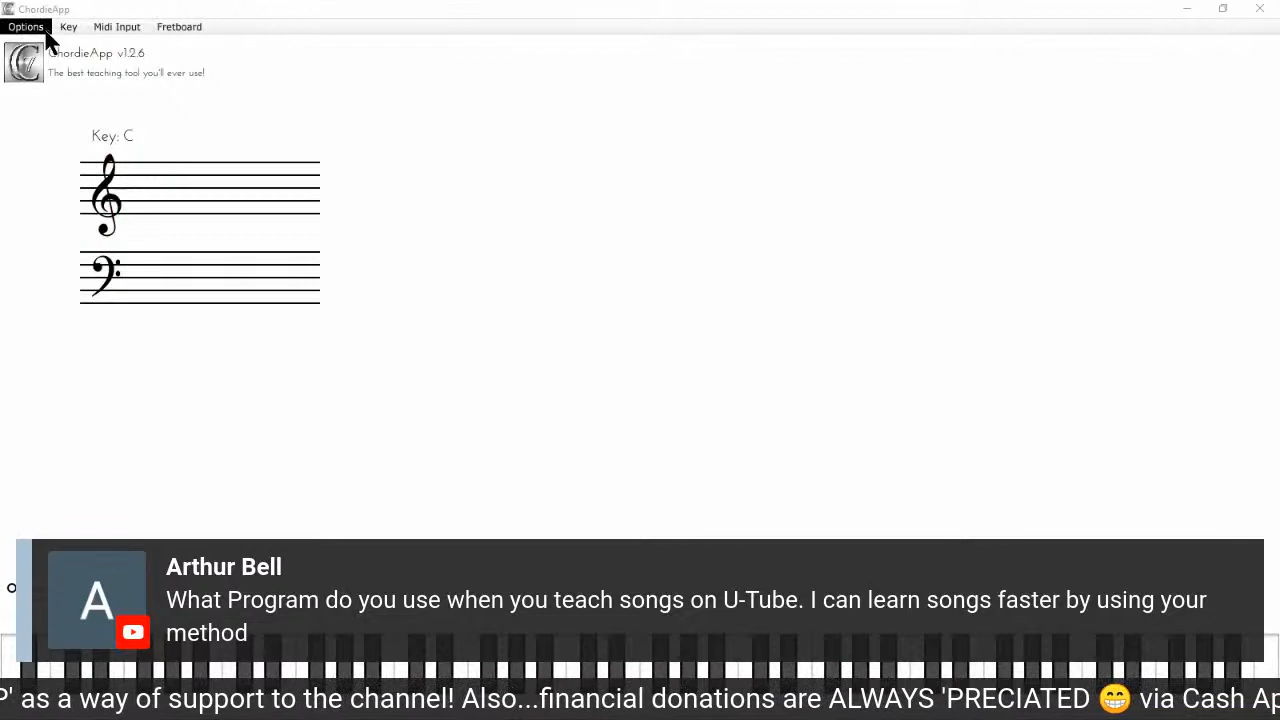 ChordieApp
Options Key Midi Input Fretboard
ChordieApp v1.2.6
The best teaching tool you'll ever use!
Key: C
Arthur Bell
What Program do you use when you teach songs on U-Tube. I can learn songs faster by using your
method
A
P' as a way of support to the channel! Also...financial donations are ALWAYS 'PRECIATED 😁 via Cash Ap